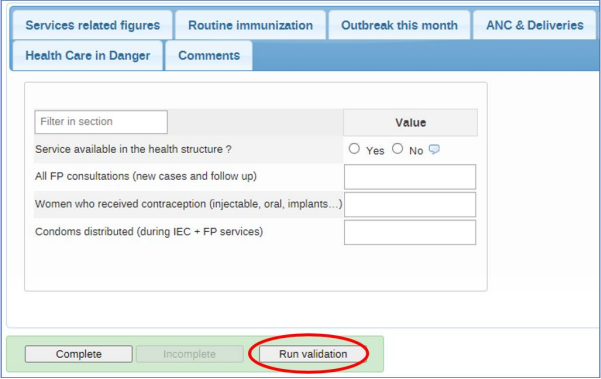 Services related figures
Routine immunization
Outbreak this month
ANC & Deliveries
Health Care in Danger
Comments
Filter in section
Value
Service available in the health structure ?
Yes
No
All FP consultations (new cases and follow up)
Women who received contraception (injectable, oral, implants...)
Condoms distributed (during IEC + FP services)
Complete
Incomplete
Run validation